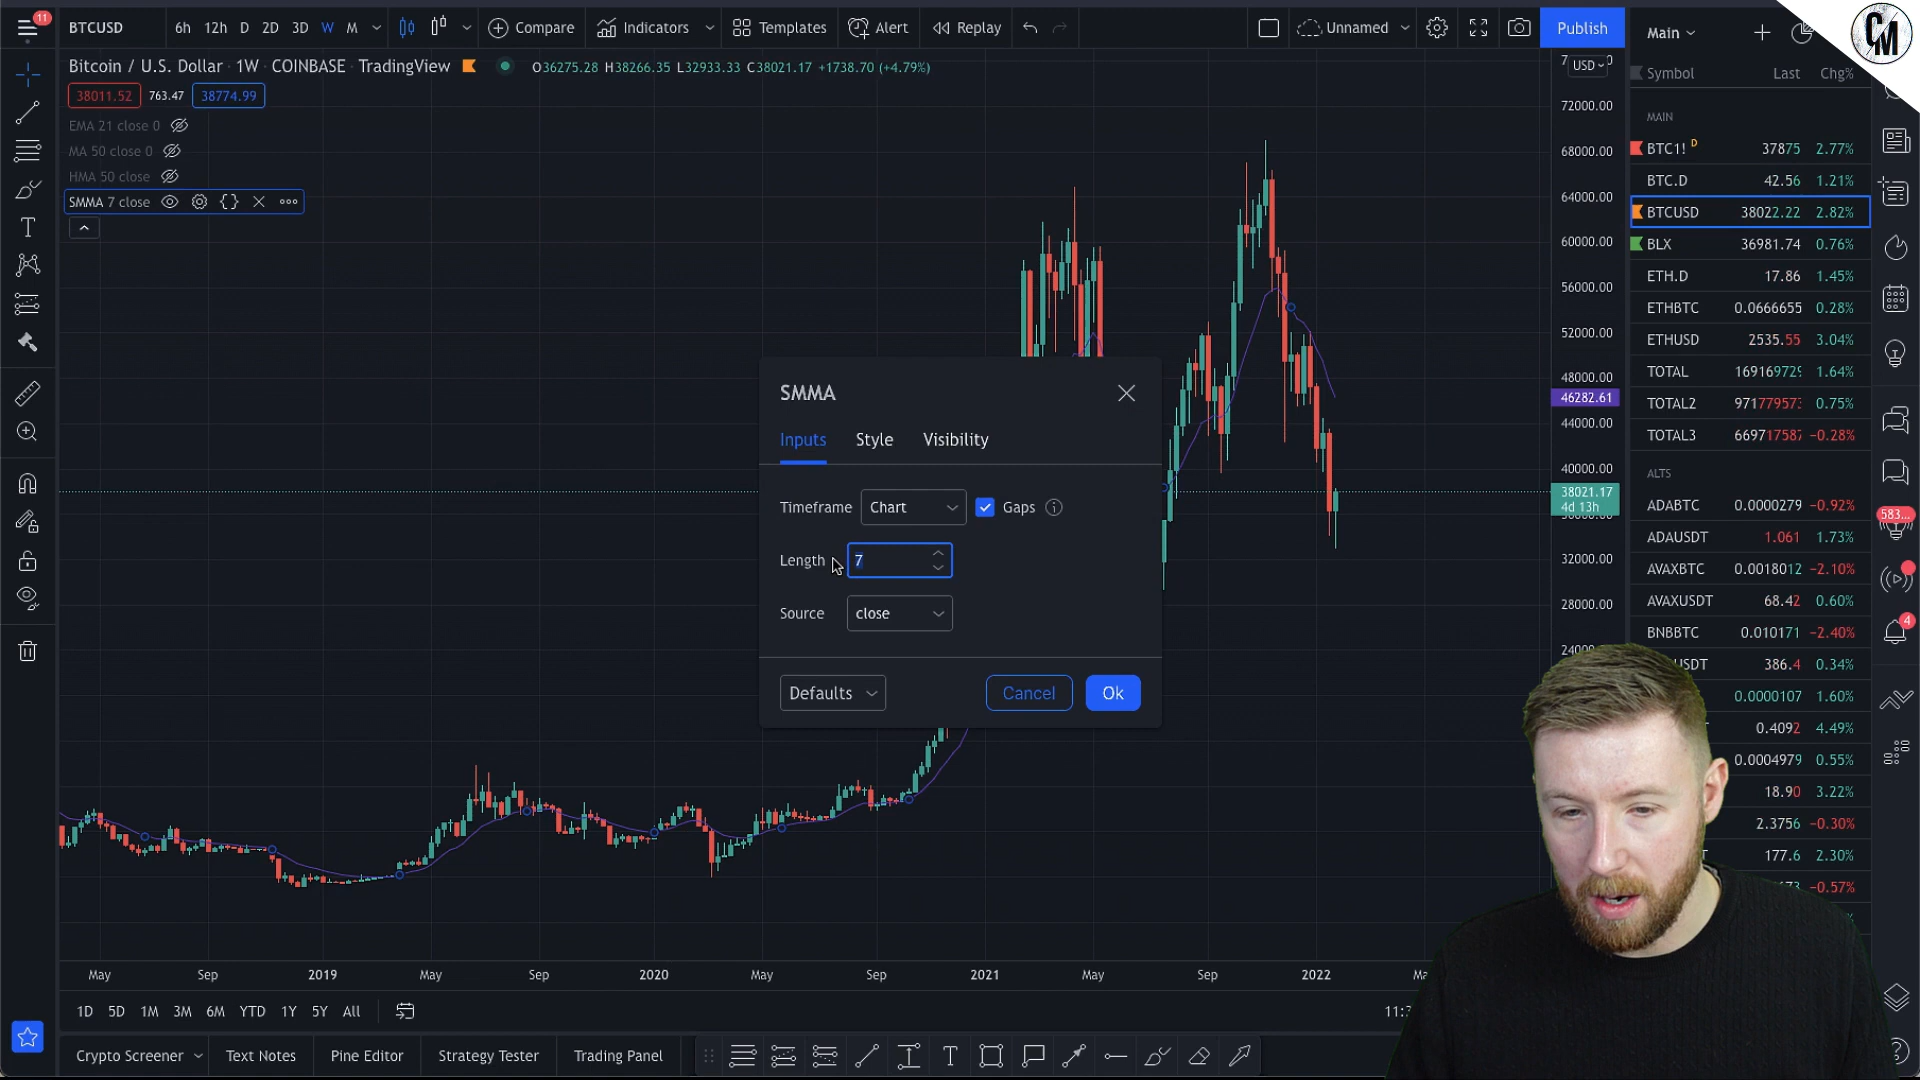 11
BTCUSD
6h 12h D 2D 3D W M
Compare
Indicators
Templates
Alert
Replay
Unnamed
Publish
Main
CM
Bitcoin / U.S. Dollar · 1W · COINBASE · TradingView
O36275.28 H38266.35 L32933.33 C38021.17 +1738.70 (+4.79%)
USD
Symbol Last Chg%
38011.52 763.47 38774.99
EMA 21 close 0
MA 50 close 0
HMA 50 close
SMMA 7 close
72000.00
68000.00
64000.00
60000.00
56000.00
52000.00
48000.00
46282.61
44000.00
40000.00
38021.17
4d 13h
32000.00
28000.00
MAIN
BTC1! D 37875 2.77%
BTC.D 42.56 1.21%
BTCUSD 38022.22 2.82%
BLX 36981.74 0.76%
ETH.D 17.86 1.45%
ETHBTC 0.0666655 0.28%
ETHUSD 2535.55 3.04%
TOTAL 169169729 1.64%
TOTAL2 971779573 0.75%
TOTAL3 66971758 −0.28%
ALTS
ADABTC 0.0000279 −0.92%
ADAUSDT 1.061 1.73%
AVAXBTC 0.0018012 −2.10%
AVAXUSDT 68.42 0.60%
BNBBTC 0.010171 −2.40%
USDT 386.4 0.34%
0.0000107 1.60%
0.4092 4.49%
0.0004979 0.55%
18.90 3.22%
2.3756 −0.30%
177.6 2.30%
−0.57%
583...
4
SMMA
Inputs Style Visibility
Timeframe Chart Gaps
Length 7
Source close
Defaults Cancel Ok
May Sep 2019 May Sep 2020 May Sep 2021 May Sep 2022
1D 5D 1M 3M 6M YTD 1Y 5Y All
11:3
Crypto Screener Text Notes Pine Editor Strategy Tester Trading Panel